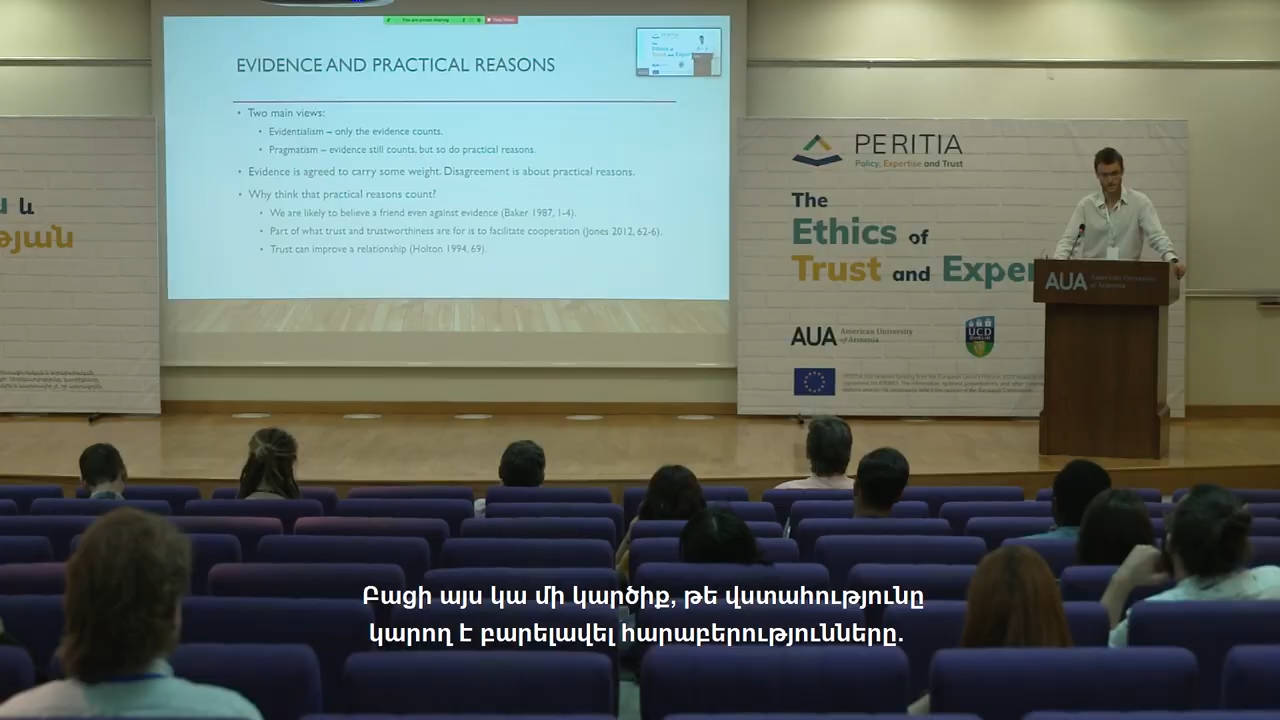 EVIDENCE AND PRACTICAL REASONS
• Two main views:
• Evidentialism – only the evidence counts.
• Pragmatism – evidence still counts, but so do practical reasons.
• Evidence is agreed to carry some weight. Disagreement is about practical reasons.
• Why think that practical reasons count?
• We are likely to believe a friend even against evidence (Baker 1987, 1-4).
• Part of what trust and trustworthiness are for is to facilitate cooperation (Jones 2012, 62-6).
• Trust can improve a relationship (Holton 1994, 69).
և
թյան
PERITIA
Policy, Expertise and Trust
The
Ethics of
Trust and Exper
AUA American University
of Armenia
UCD
DUBLIN
AUA American University
of Armenia
Բացի այս կա մի կարծիք, թե վստահությունը
կարող է բարելավել հարաբերությունները.